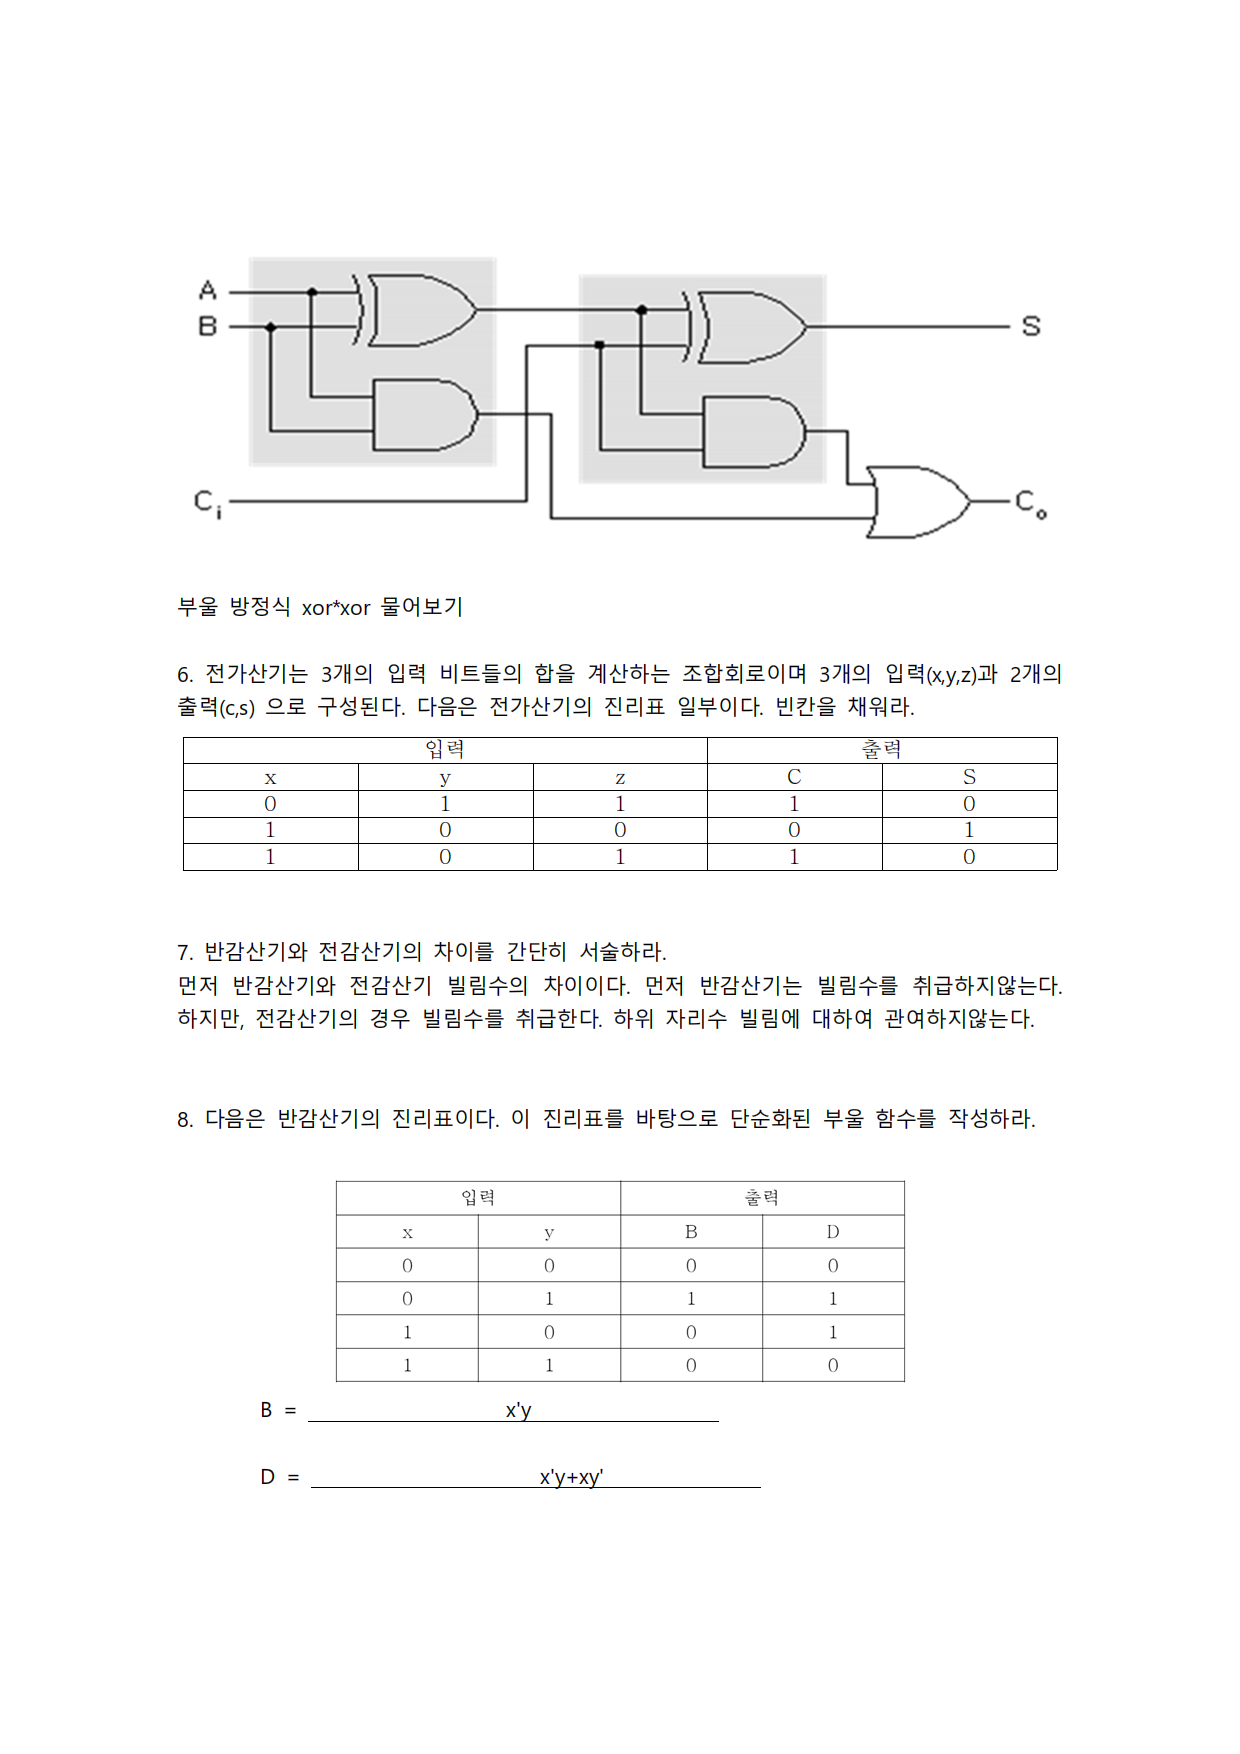 A
B
S
Ci
Co
부울 방정식 xor*xor 물어보기
6. 전가산기는 3개의 입력 비트들의 합을 계산하는 조합회로이며 3개의 입력(x,y,z)과 2개의
출력(c,s) 으로 구성된다. 다음은 전가산기의 진리표 일부이다. 빈칸을 채워라.
입력 출력
x y z C S
0 1 1 1 0
1 0 0 0 1
1 0 1 1 0
7. 반감산기와 전감산기의 차이를 간단히 서술하라.
먼저 반감산기와 전감산기 빌림수의 차이이다. 먼저 반감산기는 빌림수를 취급하지않는다.
하지만, 전감산기의 경우 빌림수를 취급한다. 하위 자리수 빌림에 대하여 관여하지않는다.
8. 다음은 반감산기의 진리표이다. 이 진리표를 바탕으로 단순화된 부울 함수를 작성하라.
입력 출력
x y B D
0 0 0 0
0 1 1 1
1 0 0 1
1 1 0 0
B = x'y
D = x'y+xy'